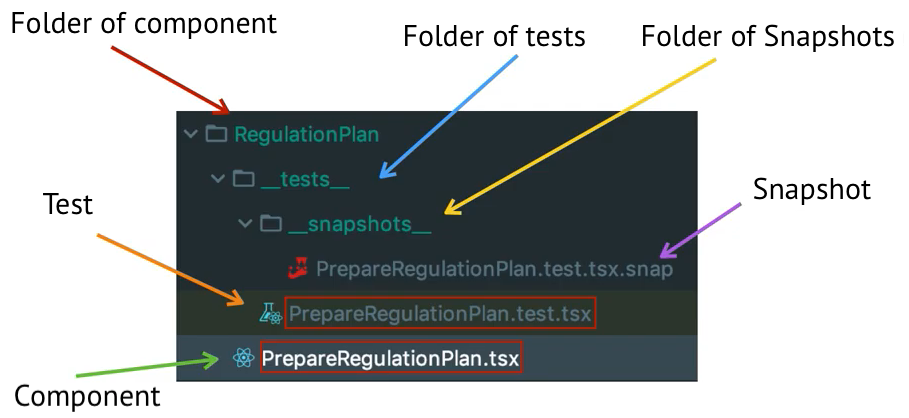 Folder of component
Folder of tests
Folder of Snapshots
RegulationPlan
__tests__
__snapshots__
Snapshot
Test
PrepareRegulationPlan.test.tsx.snap
PrepareRegulationPlan.test.tsx
PrepareRegulationPlan.tsx
Component